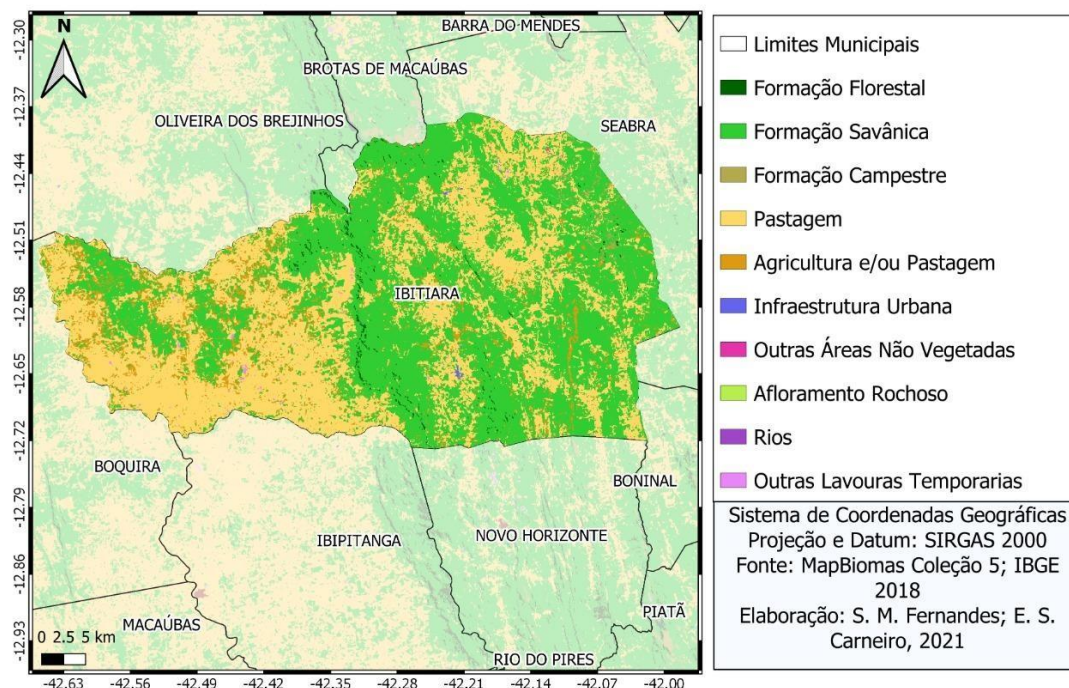 N
BARRA DO MENDES
BROTAS DE MACAÚBAS
OLIVEIRA DOS BREJINHOS
SEABRA
IBITIARA
BOQUIRA
BONINAL
IBIPITANGA
NOVO HORIZONTE
PIATÃ
MACAÚBAS
RIO DO PIRES
0 2.5 5 km
-12.30
-12.37
-12.44
-12.51
-12.58
-12.65
-12.72
-12.79
-12.86
-12.93
-42.63 -42.56 -42.49 -42.42 -42.35 -42.28 -42.21 -42.14 -42.07 -42.00
Limites Municipais
Formação Florestal
Formação Savânica
Formação Campestre
Pastagem
Agricultura e/ou Pastagem
Infraestrutura Urbana
Outras Áreas Não Vegetadas
Afloramento Rochoso
Rios
Outras Lavouras Temporarias
Sistema de Coordenadas Geográficas
Projeção e Datum: SIRGAS 2000
Fonte: MapBiomas Coleção 5; IBGE
2018
Elaboração: S. M. Fernandes; E. S.
Carneiro, 2021